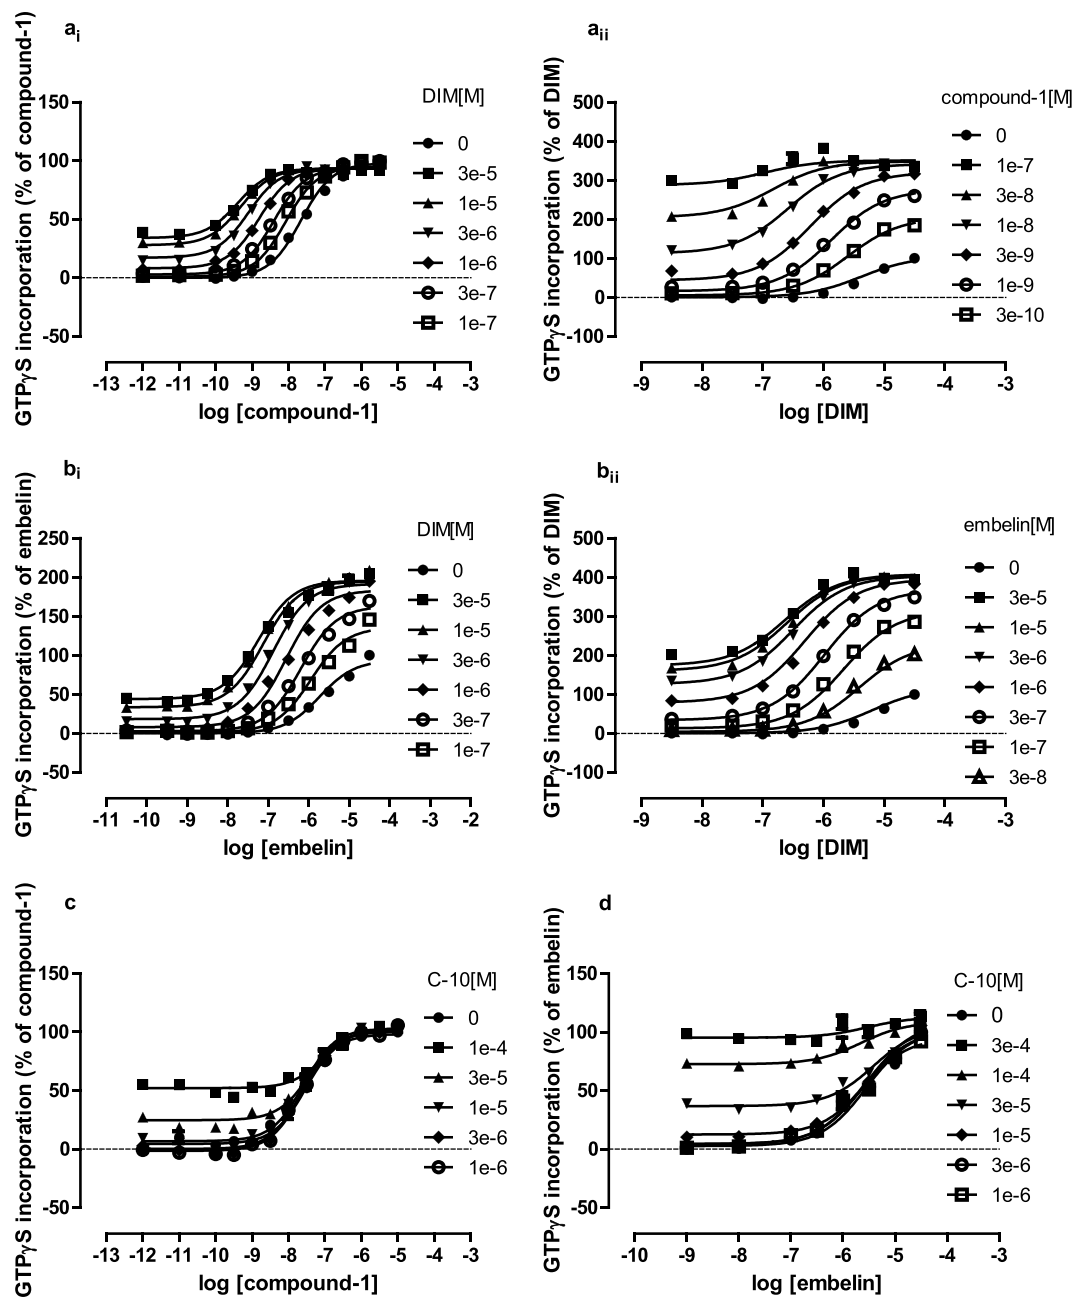 a_i
GTPγS incorporation (% of compound-1)
150
100
50
0
-50
-13 -12 -11 -10 -9 -8 -7 -6 -5 -4 -3
log [compound-1]
DIM[M]
0
3e-5
1e-5
3e-6
1e-6
3e-7
1e-7
a_ii
GTPγS incorporation (% of DIM)
500
400
300
200
100
0
-100
-9 -8 -7 -6 -5 -4 -3
log [DIM]
compound-1[M]
0
1e-7
3e-8
1e-8
3e-9
1e-9
3e-10
b_i
GTPγS incorporation (% of embelin)
250
200
150
100
50
0
-50
-11 -10 -9 -8 -7 -6 -5 -4 -3 -2
log [embelin]
DIM[M]
0
3e-5
1e-5
3e-6
1e-6
3e-7
1e-7
b_ii
GTPγS incorporation (% of DIM)
500
400
300
200
100
0
-100
-9 -8 -7 -6 -5 -4 -3
log [DIM]
embelin[M]
0
3e-5
1e-5
3e-6
1e-6
3e-7
1e-7
3e-8
c
GTPγS incorporation (% of compound-1)
150
100
50
0
-50
-13 -12 -11 -10 -9 -8 -7 -6 -5 -4 -3
log [compound-1]
C-10[M]
0
1e-4
3e-5
1e-5
3e-6
1e-6
d
GTPγS incorporation (% of embelin)
150
100
50
0
-50
-10 -9 -8 -7 -6 -5 -4 -3
log [embelin]
C-10[M]
0
3e-4
1e-4
3e-5
1e-5
3e-6
1e-6